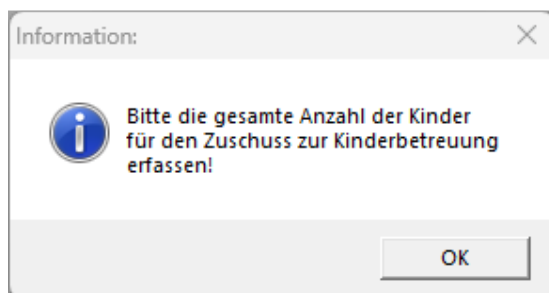 Information:
Bitte die gesamte Anzahl der Kinder
für den Zuschuss zur Kinderbetreuung
erfassen!
OK